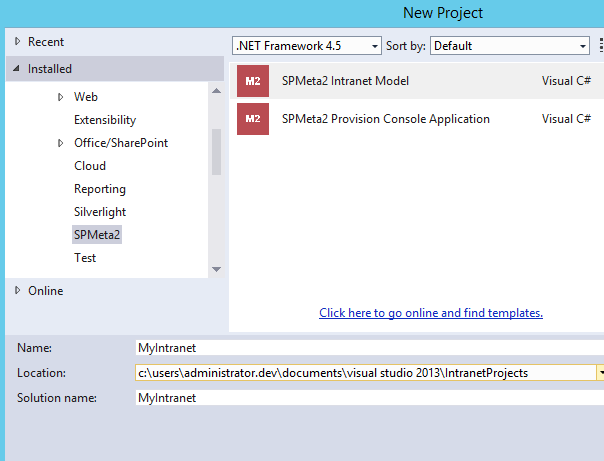 New Project
Recent
.NET Framework 4.5 Sort by: Default
Installed
M2 SPMeta2 Intranet Model Visual C#
Web
M2 SPMeta2 Provision Console Application Visual C#
Extensibility
Office/SharePoint
Cloud
Reporting
Silverlight
SPMeta2
Test
Online
Click here to go online and find templates.
Name: MyIntranet
Location: c:\users\administrator.dev\documents\visual studio 2013\IntranetProjects
Solution name: MyIntranet